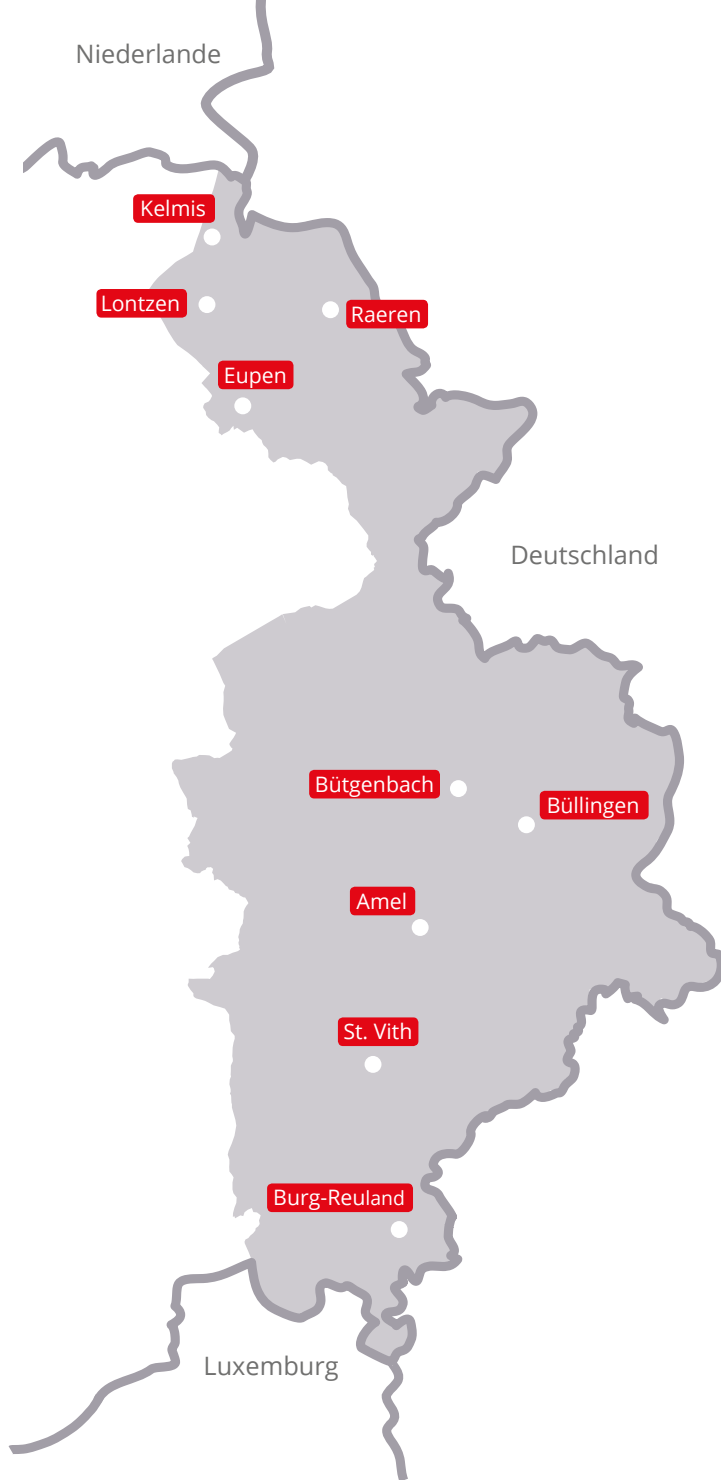 Niederlande
Kelmis
Lontzen
Raeren
Eupen
Deutschland
Bütgenbach
Büllingen
Amel
St. Vith
Burg-Reuland
Luxemburg